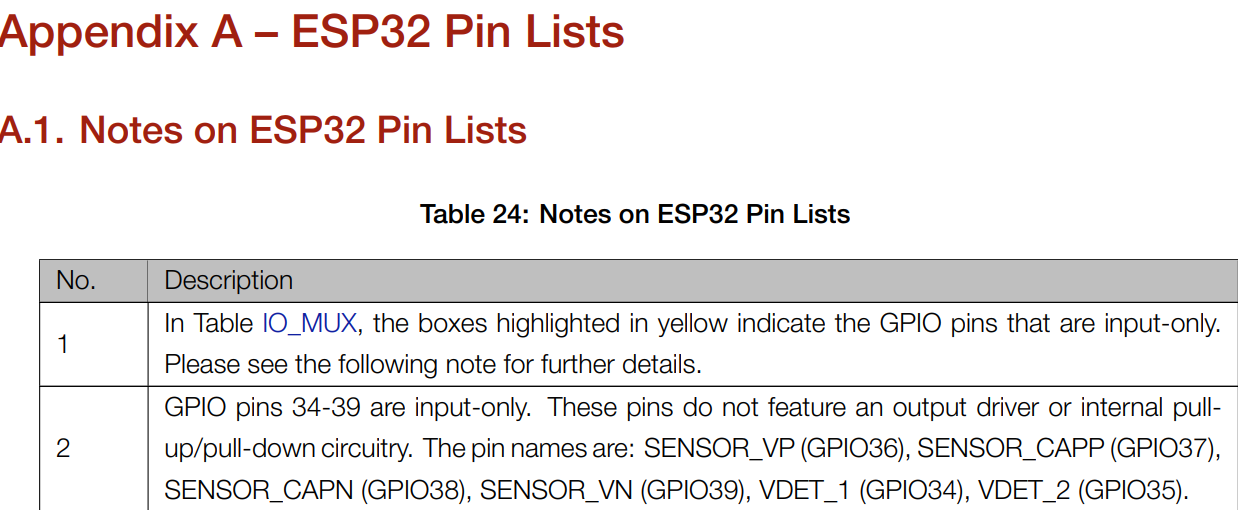 Appendix A – ESP32 Pin Lists
A.1. Notes on ESP32 Pin Lists
Table 24: Notes on ESP32 Pin Lists
No. Description
1 In Table IO_MUX, the boxes highlighted in yellow indicate the GPIO pins that are input-only.
Please see the following note for further details.
2 GPIO pins 34-39 are input-only. These pins do not feature an output driver or internal pull-
up/pull-down circuitry. The pin names are: SENSOR_VP (GPIO36), SENSOR_CAPP (GPIO37),
SENSOR_CAPN (GPIO38), SENSOR_VN (GPIO39), VDET_1 (GPIO34), VDET_2 (GPIO35).